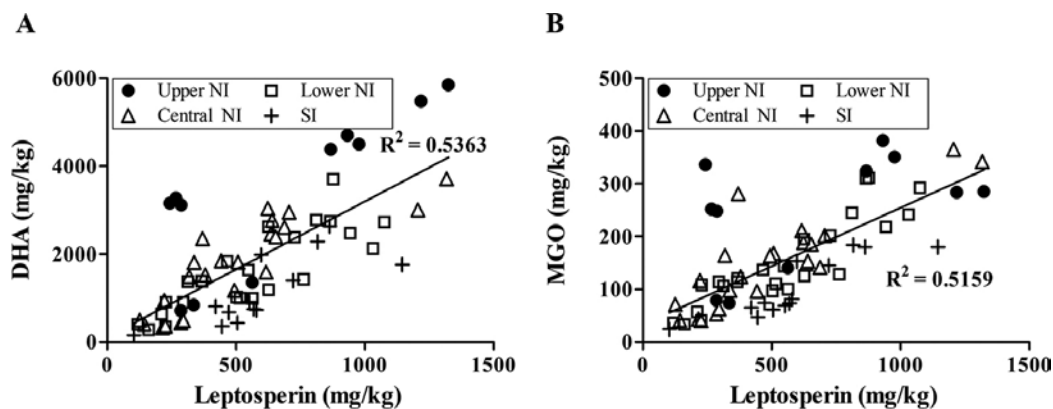 A
B
DHA (mg/kg)
6000
4000
2000
0
● Upper NI □ Lower NI
△ Central NI + SI
R² = 0.5363
0 500 1000 1500
Leptosperin (mg/kg)
MGO (mg/kg)
500
400
300
200
100
0
● Upper NI □ Lower NI
△ Central NI + SI
R² = 0.5159
0 500 1000 1500
Leptosperin (mg/kg)